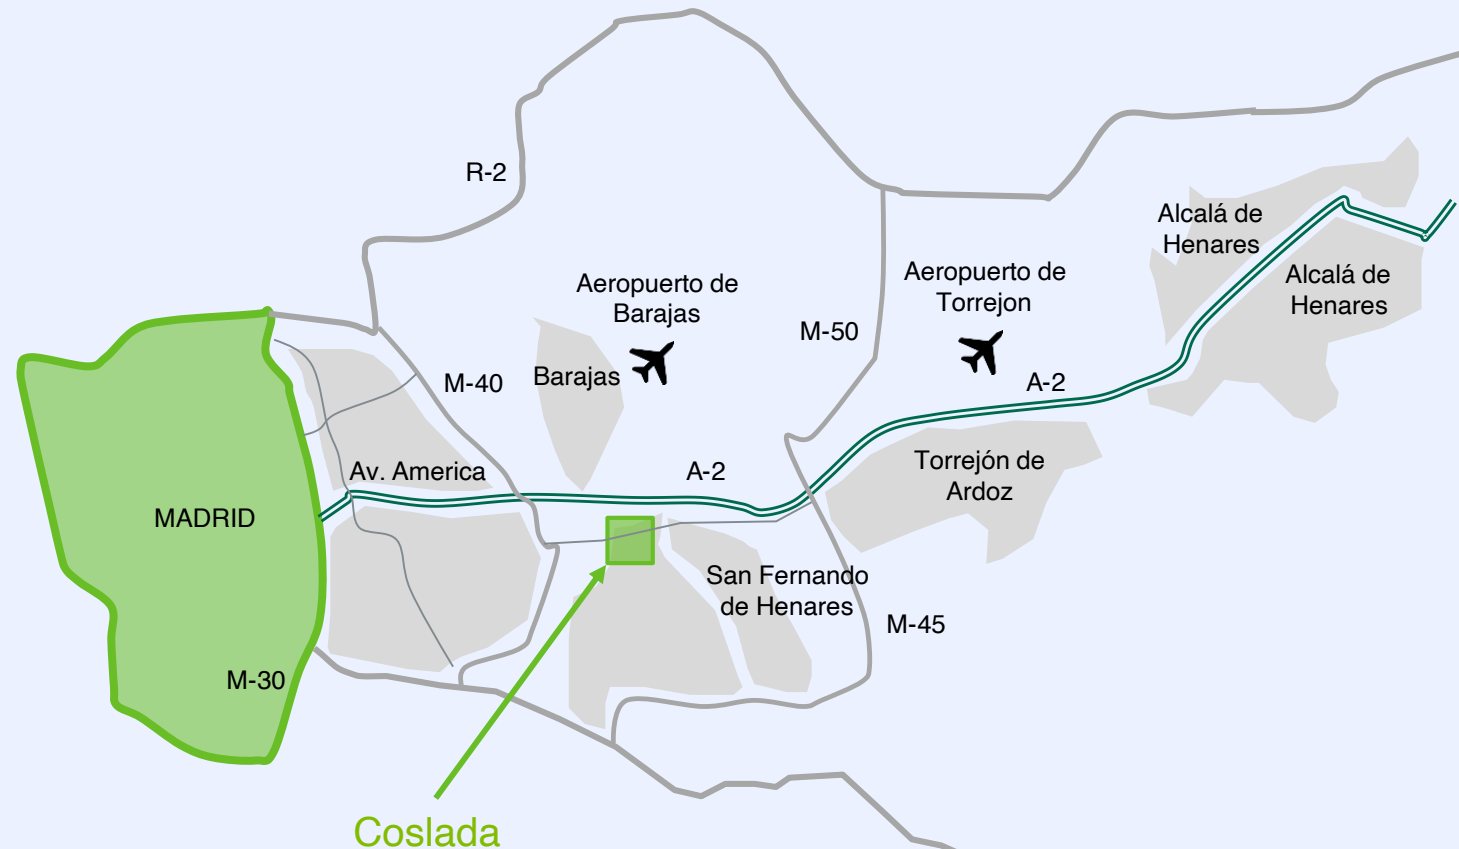 R-2
Alcalá de
Henares
Aeropuerto de
Torrejon
Alcalá de
Henares
Aeropuerto de
Barajas
M-50
Barajas
M-40
A-2
Av. America
A-2
Torrejón de
Ardoz
MADRID
San Fernando
de Henares
M-45
M-30
Coslada